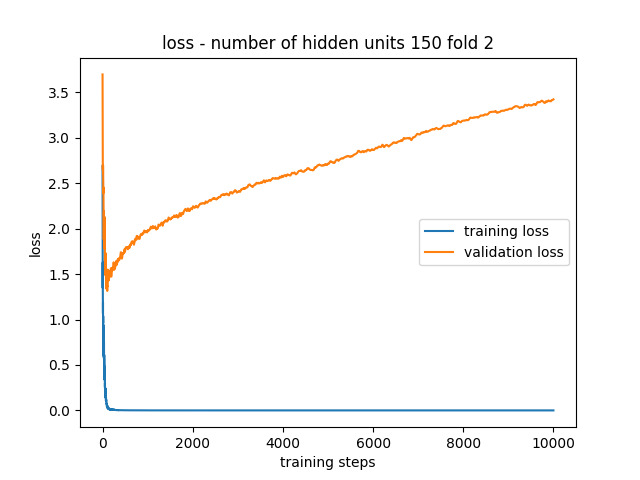 loss - number of hidden units 150 fold 2
loss
3.5
3.0
2.5
2.0
1.5
1.0
0.5
0.0
training loss
validation loss
0 2000 4000 6000 8000 10000
training steps